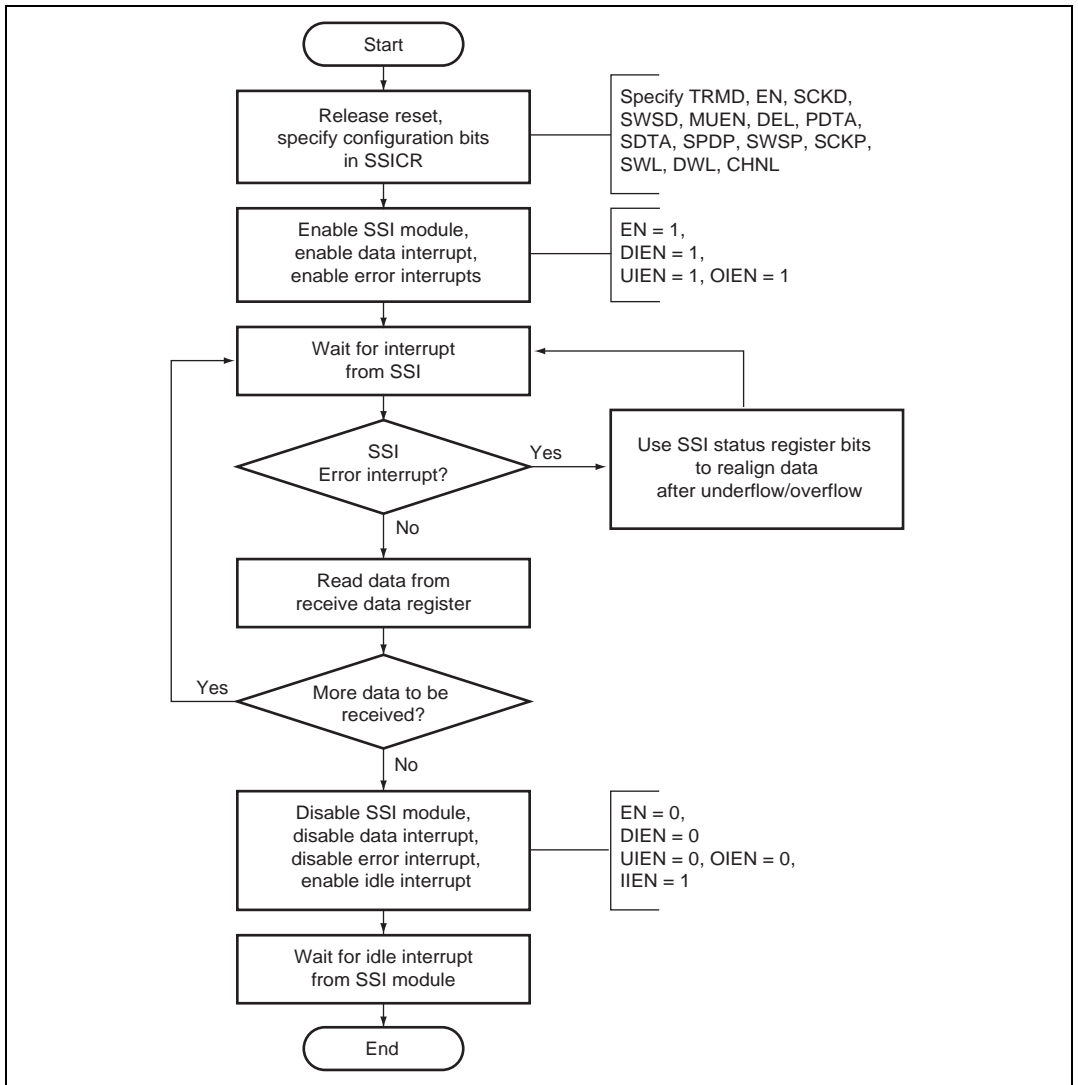 Start
Release reset,
specify configuration bits
in SSICR
Specify TRMD, EN, SCKD,
SWSD, MUEN, DEL, PDTA,
SDTA, SPDP, SWSP, SCKP,
SWL, DWL, CHNL
Enable SSI module,
enable data interrupt,
enable error interrupts
EN = 1,
DIEN = 1,
UIEN = 1, OIEN = 1
Wait for interrupt
from SSI
SSI
Error interrupt?
Yes
Use SSI status register bits
to realign data
after underflow/overflow
No
Read data from
receive data register
More data to be
received?
Yes
No
Disable SSI module,
disable data interrupt,
disable error interrupt,
enable idle interrupt
EN = 0,
DIEN = 0
UIEN = 0, OIEN = 0,
IIEN = 1
Wait for idle interrupt
from SSI module
End